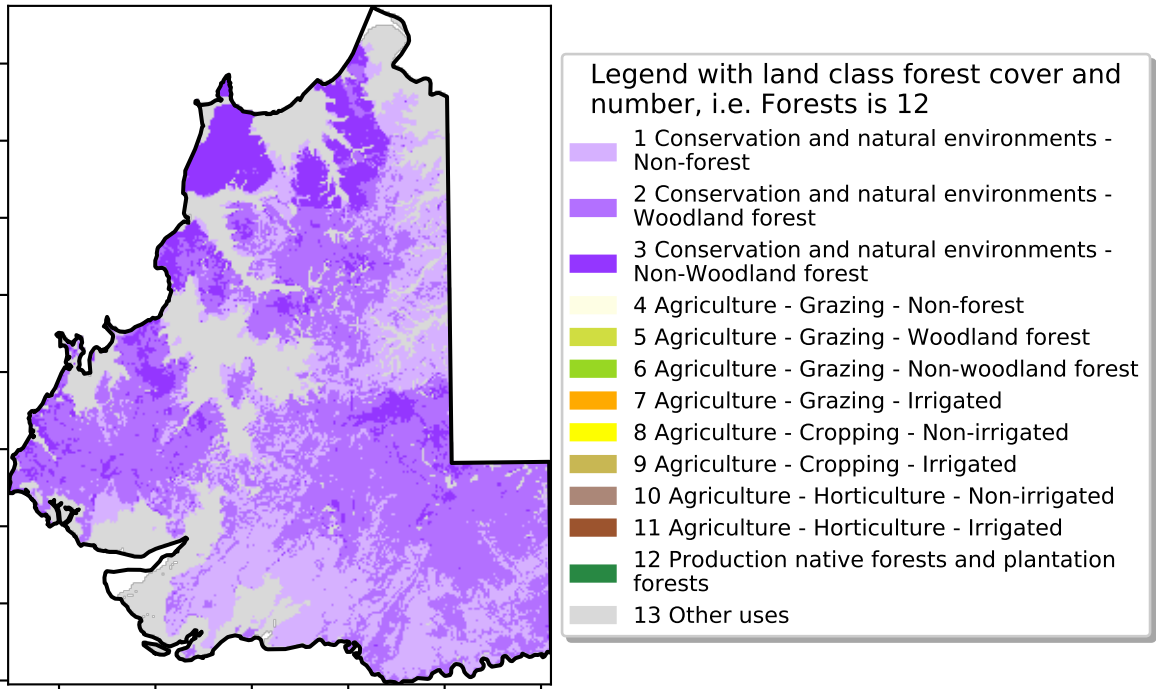 Legend with land class forest cover and
number, i.e. Forests is 12
1 Conservation and natural environments -
Non-forest
2 Conservation and natural environments -
Woodland forest
3 Conservation and natural environments -
Non-Woodland forest
4 Agriculture - Grazing - Non-forest
5 Agriculture - Grazing - Woodland forest
6 Agriculture - Grazing - Non-woodland forest
7 Agriculture - Grazing - Irrigated
8 Agriculture - Cropping - Non-irrigated
9 Agriculture - Cropping - Irrigated
10 Agriculture - Horticulture - Non-irrigated
11 Agriculture - Horticulture - Irrigated
12 Production native forests and plantation
forests
13 Other uses